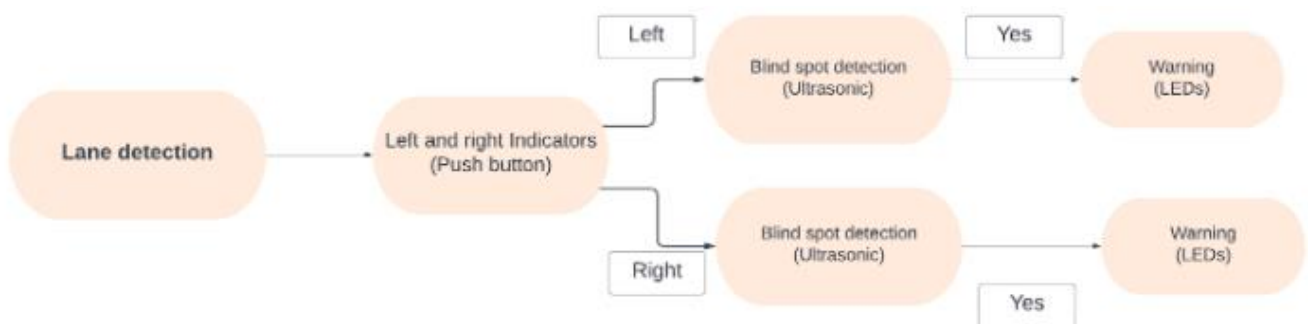 Lane detection
Left and right Indicators
(Push button)
Left
Blind spot detection
(Ultrasonic)
Yes
Warning
(LEDs)
Right
Blind spot detection
(Ultrasonic)
Yes
Warning
(LEDs)